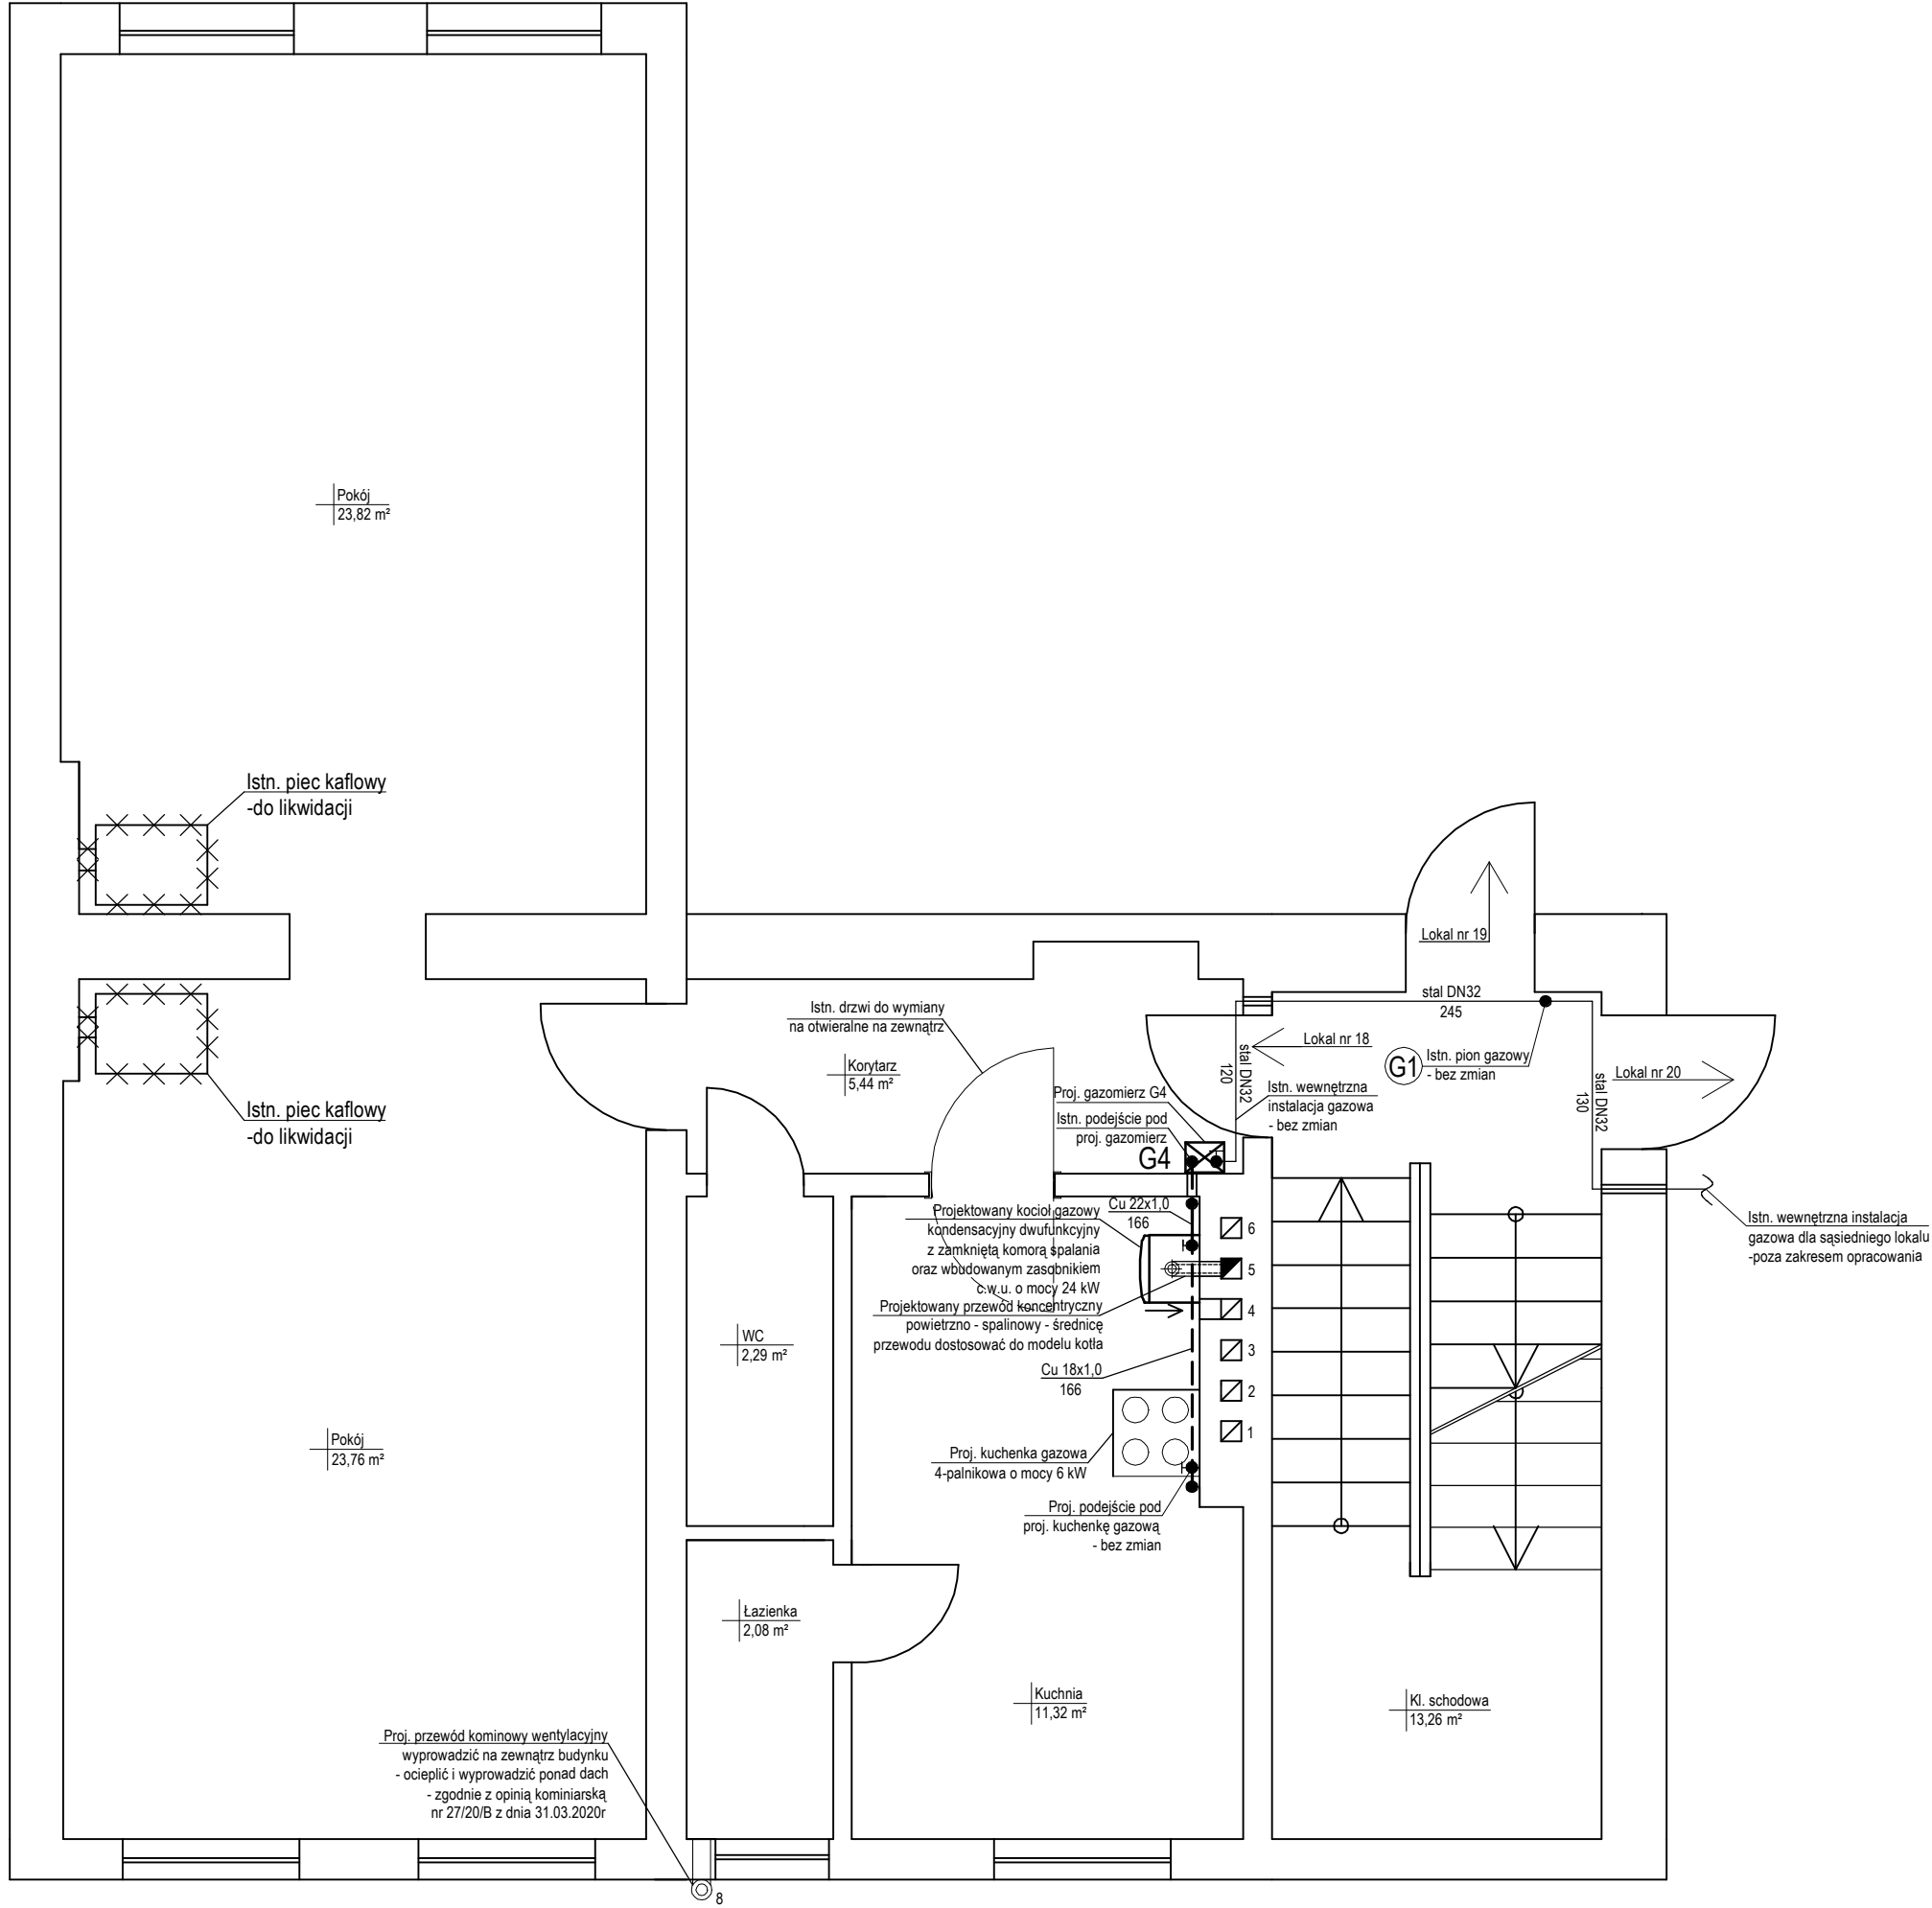 Pokój
23,82 m²
Istn. piec kaflowy
-do likwidacji
Istn. piec kaflowy
-do likwidacji
Pokój
23,76 m²
Istn. drzwi do wymiany
na otwieralne na zewnątrz
Korytarz
5,44 m²
Proj. gazomierz G4
Istn. podejście pod
proj. gazomierz
G4
stal DN32
120
Lokal nr 18
Istn. wewnętrzna
instalacja gazowa
- bez zmian
Lokal nr 19
stal DN32
245
G1
Istn. pion gazowy
- bez zmian
stal DN32
130
Lokal nr 20
Istn. wewnętrzna instalacja
gazowa dla sąsiedniego lokalu
-poza zakresem opracowania
Cu 22x1,0
166
Projektowany kocioł gazowy
kondensacyjny dwufunkcyjny
z zamkniętą komorą spalania
oraz wbudowanym zasobnikiem
c.w.u. o mocy 24 kW
Projektowany przewód koncentryczny
powietrzno - spalinowy - średnicę
przewodu dostosować do modelu kotła
Cu 18x1,0
166
6
5
4
3
2
1
WC
2,29 m²
Proj. kuchenka gazowa
4-palnikowa o mocy 6 kW
Proj. podejście pod
proj. kuchenkę gazową
- bez zmian
Łazienka
2,08 m²
Kuchnia
11,32 m²
Kl. schodowa
13,26 m²
Proj. przewód kominowy wentylacyjny
wyprowadzić na zewnątrz budynku
- ocieplić i wyprowadzić ponad dach
- zgodnie z opinią kominiarską
nr 27/20/B z dnia 31.03.2020r
8